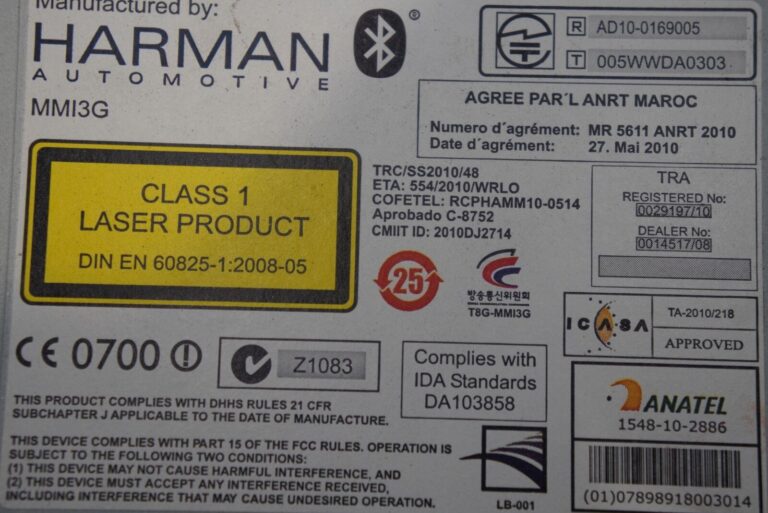 Manufactured by:
HARMAN
AUTOMOTIVE
MMI3G
®
R AD10-0169005
T 005WWDA0303
AGREE PAR´L ANRT MAROC
Numero d´agrément: MR 5611 ANRT 2010
Date d´agrément: 27. Mai 2010
CLASS 1
LASER PRODUCT
DIN EN 60825-1:2008-05
TRC/SS2010/48
ETA: 554/2010/WRLO
COFETEL: RCPHAMM10-0514
Aprobado C-8752
CMIIT ID: 2010DJ2714
TRA
REGISTERED No:
0029197/10
DEALER No:
0014517/08
25
방송통신위원회
T8G-MMI3G
ICASA
TA-2010/218
APPROVED
CE 0700
Z1083
Complies with
IDA Standards
DA103858
ANATEL
1548-10-2886
(01)07898918003014
THIS PRODUCT COMPLIES WITH DHHS RULES 21 CFR
SUBCHAPTER J APPLICABLE TO THE DATE OF MANUFACTURE.
THIS DEVICE COMPLIES WITH PART 15 OF THE FCC RULES. OPERATION IS
SUBJECT TO THE FOLLOWING TWO CONDITIONS:
(1) THIS DEVICE MAY NOT CAUSE HARMFUL INTERFERENCE, AND
(2) THIS DEVICE MUST ACCEPT ANY INTERFERENCE RECEIVED,
INCLUDING INTERFERENCE THAT MAY CAUSE UNDESIRED OPERATION.
LB-001